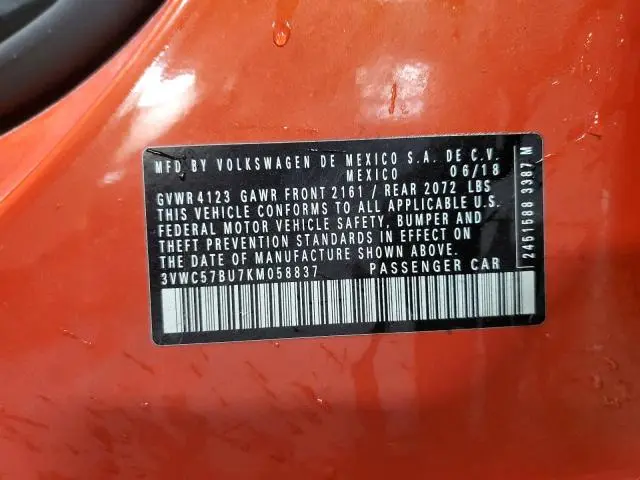 MFD BY VOLKSWAGEN DE MEXICO S.A. DE C.V.
MEXICO 06/18
GVWR 4123 GAWR FRONT 2161 / REAR 2072 LBS
THIS VEHICLE CONFORMS TO ALL APPLICABLE U.S.
FEDERAL MOTOR VEHICLE SAFETY, BUMPER AND
THEFT PREVENTION STANDARDS IN EFFECT ON
THE DATE OF MANUFACTURE SHOWN ABOVE.
3VWC57BU7KM058837 PASSENGER CAR
2461588 3387 M